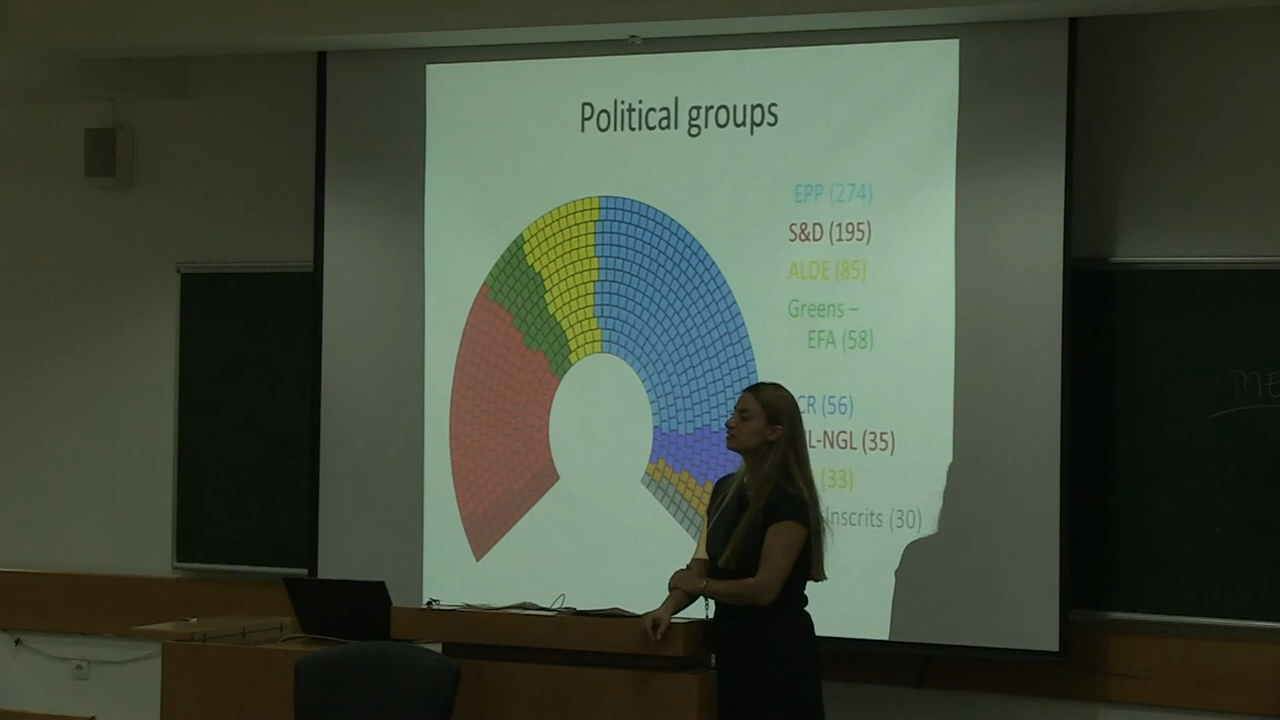 Political groups
EPP (274)
S&D (195)
ALDE (85)
Greens –
EFA (58)
CR (56)
L-NGL (35)
(33)
Inscrits (30)